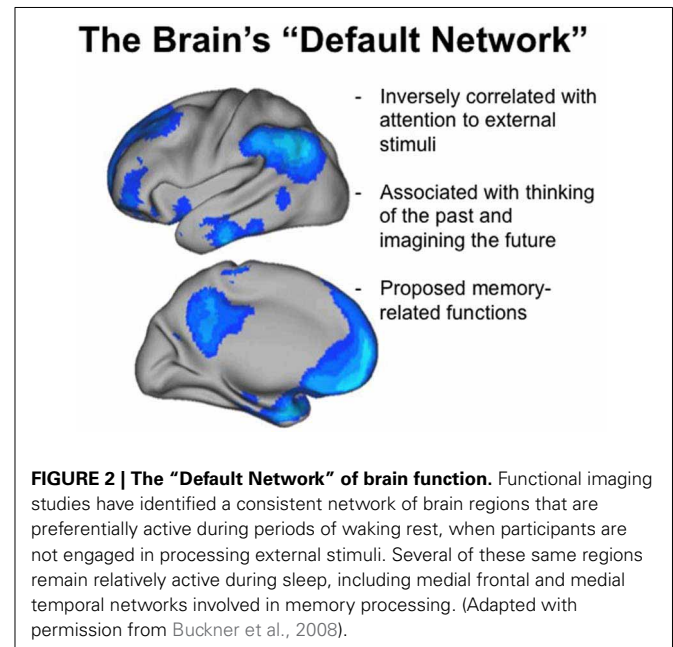 The Brain's “Default Network”
- Inversely correlated with
attention to external
stimuli
- Associated with thinking
of the past and
imagining the future
- Proposed memory-
related functions
FIGURE 2 | The “Default Network” of brain function. Functional imaging
studies have identified a consistent network of brain regions that are
preferentially active during periods of waking rest, when participants are
not engaged in processing external stimuli. Several of these same regions
remain relatively active during sleep, including medial frontal and medial
temporal networks involved in memory processing. (Adapted with
permission from Buckner et al., 2008).